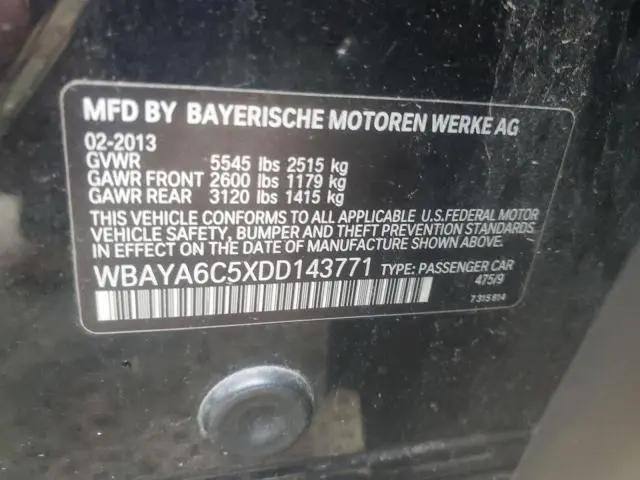 MFD BY BAYERISCHE MOTOREN WERKE AG
02-2013
GVWR 5545 lbs 2515 kg
GAWR FRONT 2600 lbs 1179 kg
GAWR REAR 3120 lbs 1415 kg
THIS VEHICLE CONFORMS TO ALL APPLICABLE U.S.FEDERAL MOTOR
VEHICLE SAFETY, BUMPER AND THEFT PREVENTION STANDARDS
IN EFFECT ON THE DATE OF MANUFACTURE SHOWN ABOVE.
WBAYA6C5XDD143771 TYPE: PASSENGER CAR
475/9
7 315 814